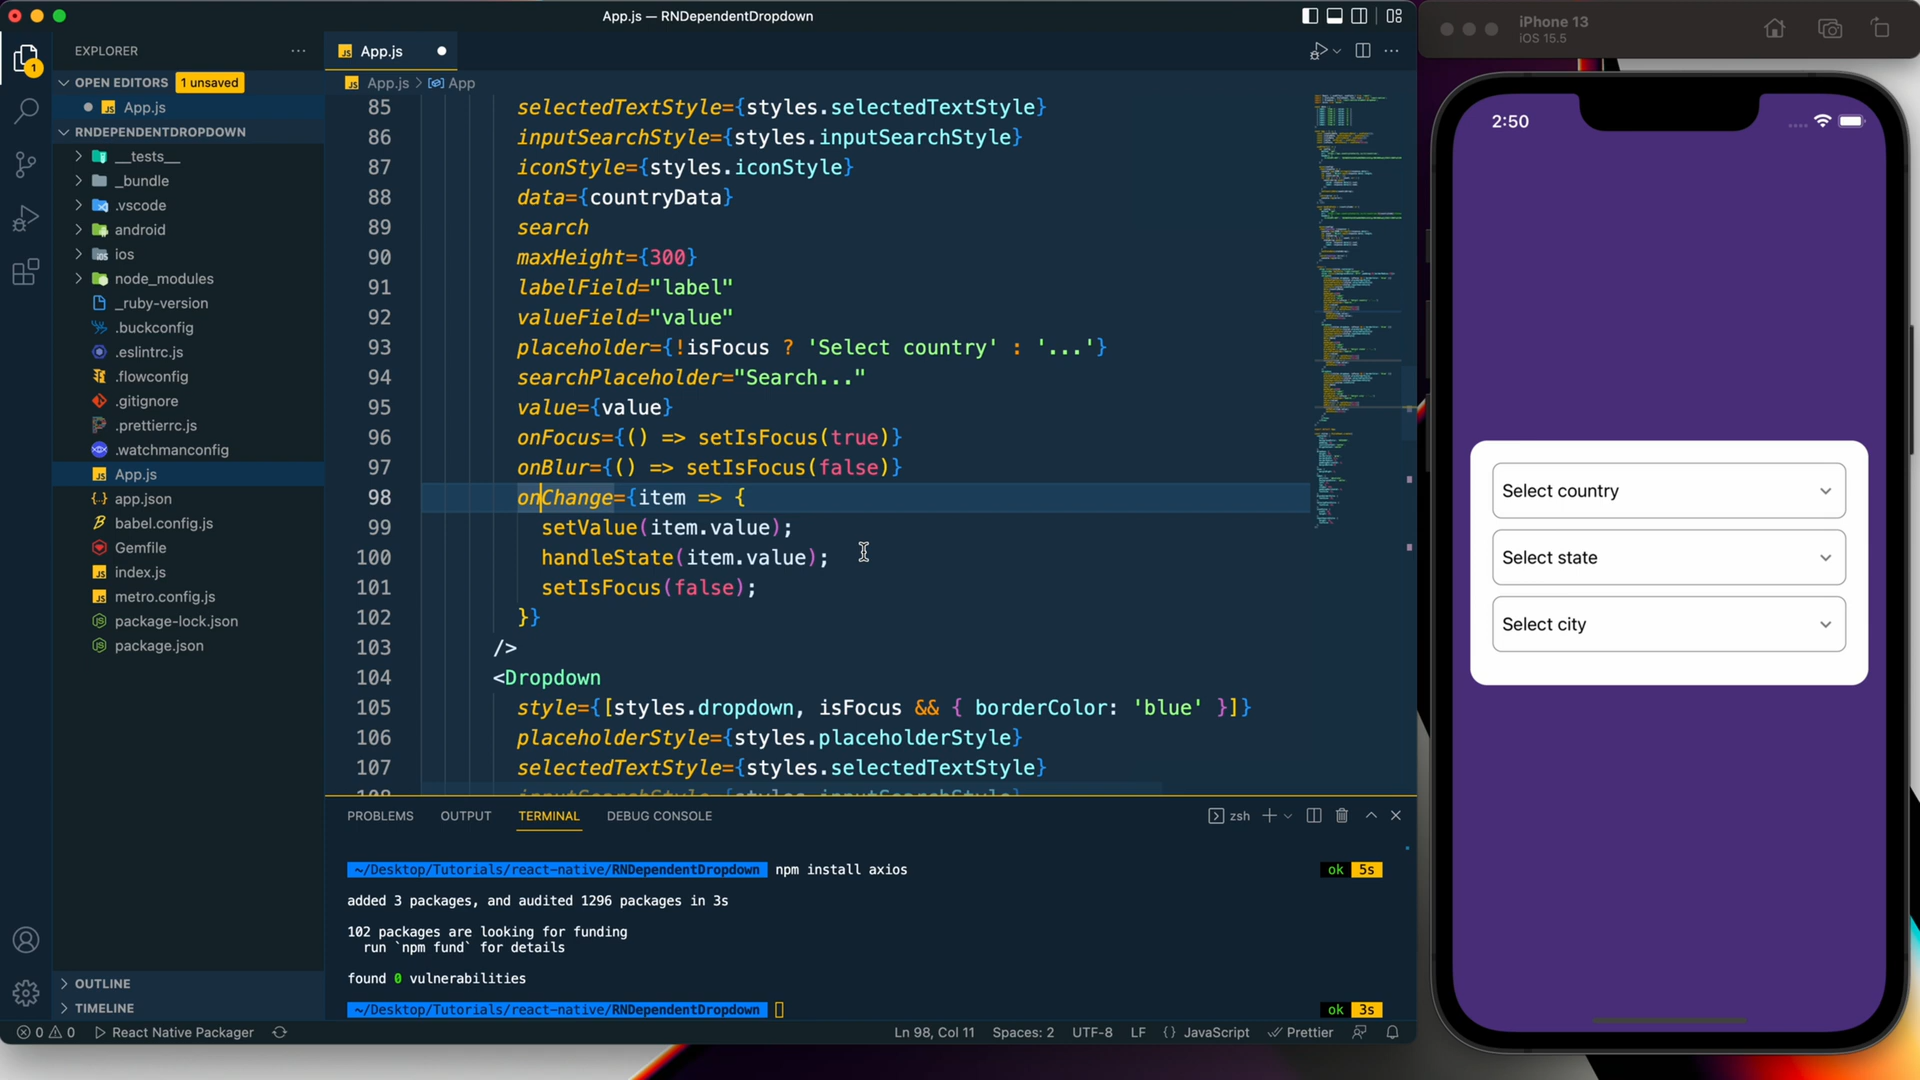 App.js — RNDependentDropdown
iPhone 13
iOS 15.5
EXPLORER
App.js
OPEN EDITORS 1 unsaved
App.js
RNDEPENDENTDROPDOWN
__tests__
_bundle
.vscode
android
ios
node_modules
_ruby-version
.buckconfig
.eslintrc.js
.flowconfig
.gitignore
.prettierrc.js
.watchmanconfig
App.js
app.json
babel.config.js
Gemfile
index.js
metro.config.js
package-lock.json
package.json
OUTLINE
TIMELINE
App.js > App
85 selectedTextStyle={styles.selectedTextStyle}
86 inputSearchStyle={styles.inputSearchStyle}
87 iconStyle={styles.iconStyle}
88 data={countryData}
89 search
90 maxHeight={300}
91 labelField="label"
92 valueField="value"
93 placeholder={!isFocus ? 'Select country' : '...'}
94 searchPlaceholder="Search..."
95 value={value}
96 onFocus={() => setIsFocus(true)}
97 onBlur={() => setIsFocus(false)}
98 onChange={item => {
99 setValue(item.value);
100 handleState(item.value);
101 setIsFocus(false);
102 }}
103 />
104 <Dropdown
105 style={[styles.dropdown, isFocus && { borderColor: 'blue' }]}
106 placeholderStyle={styles.placeholderStyle}
107 selectedTextStyle={styles.selectedTextStyle}
108 inputSearchStyle={styles.inputSearchStyle}
PROBLEMS OUTPUT TERMINAL DEBUG CONSOLE zsh
~/Desktop/Tutorials/react-native/RNDependentDropdown npm install axios ok 5s
added 3 packages, and audited 1296 packages in 3s
102 packages are looking for funding
run `npm fund` for details
found 0 vulnerabilities
~/Desktop/Tutorials/react-native/RNDependentDropdown ok 3s
0 0 React Native Packager Ln 98, Col 11 Spaces: 2 UTF-8 LF {} JavaScript Prettier
1
2:50
Select country
Select state
Select city